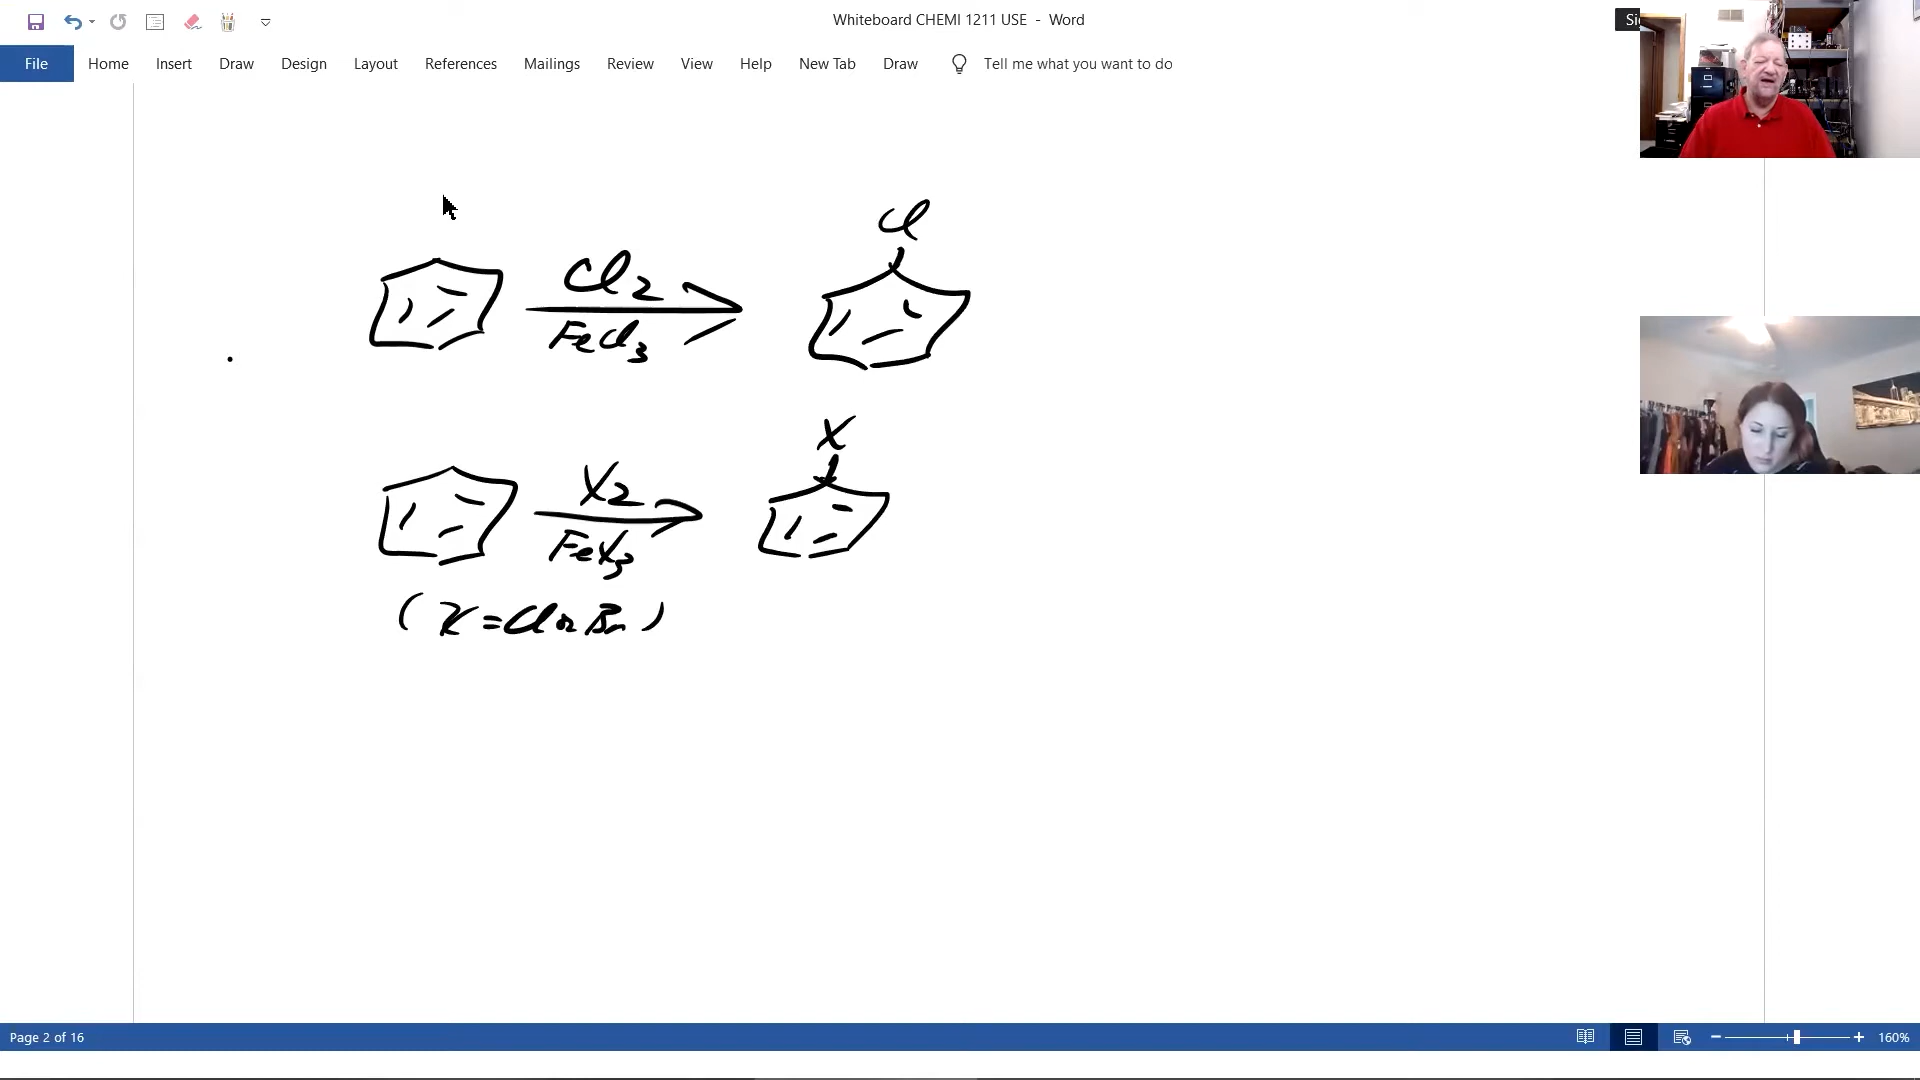 Whiteboard CHEMI 1211 USE - Word
File Home Insert Draw Design Layout References Mailings Review View Help New Tab Draw Tell me what you want to do
Cl
Cl2
FeCl3
X
X2
FeX3
(X = Cl or Br)
Page 2 of 16
160%